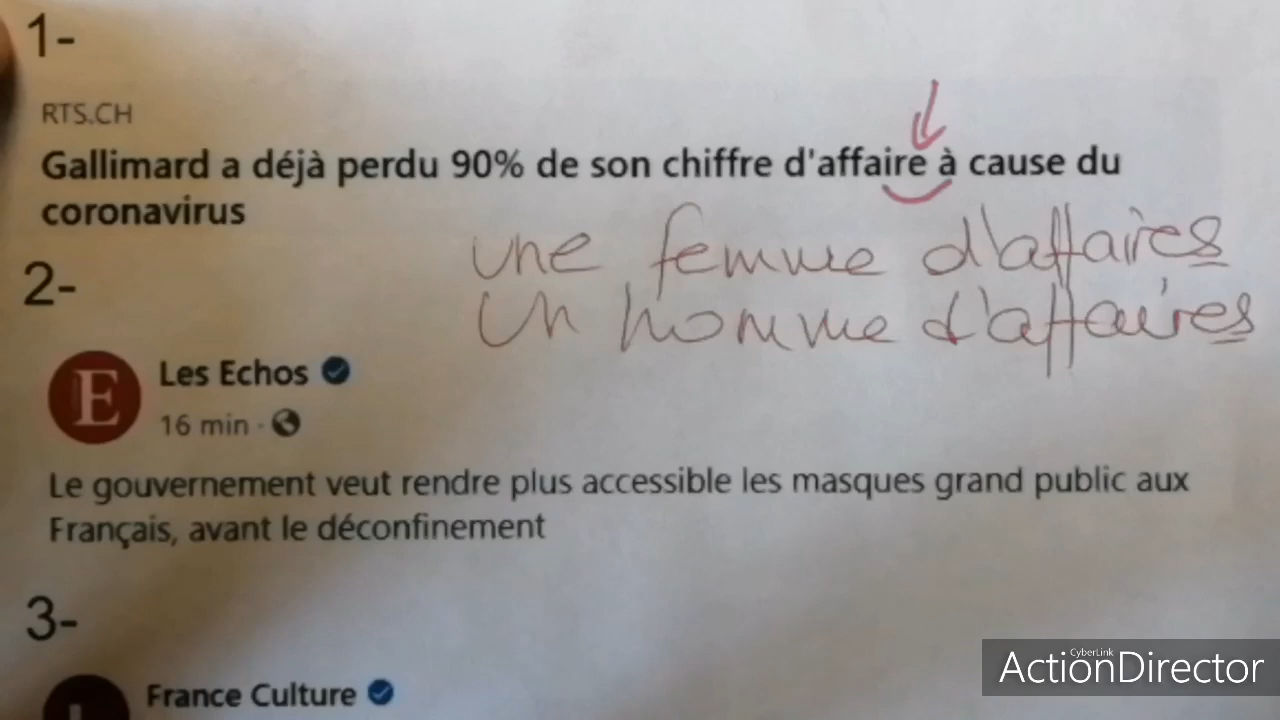 1-
RTS.CH
Gallimard a déjà perdu 90% de son chiffre d'affaire à cause du
coronavirus
une femme d'affaires
Un homme d'affaires
2-
E
Les Echos
16 min ·
Le gouvernement veut rendre plus accessible les masques grand public aux
Français, avant le déconfinement
3-
France Culture
CyberLink
ActionDirector